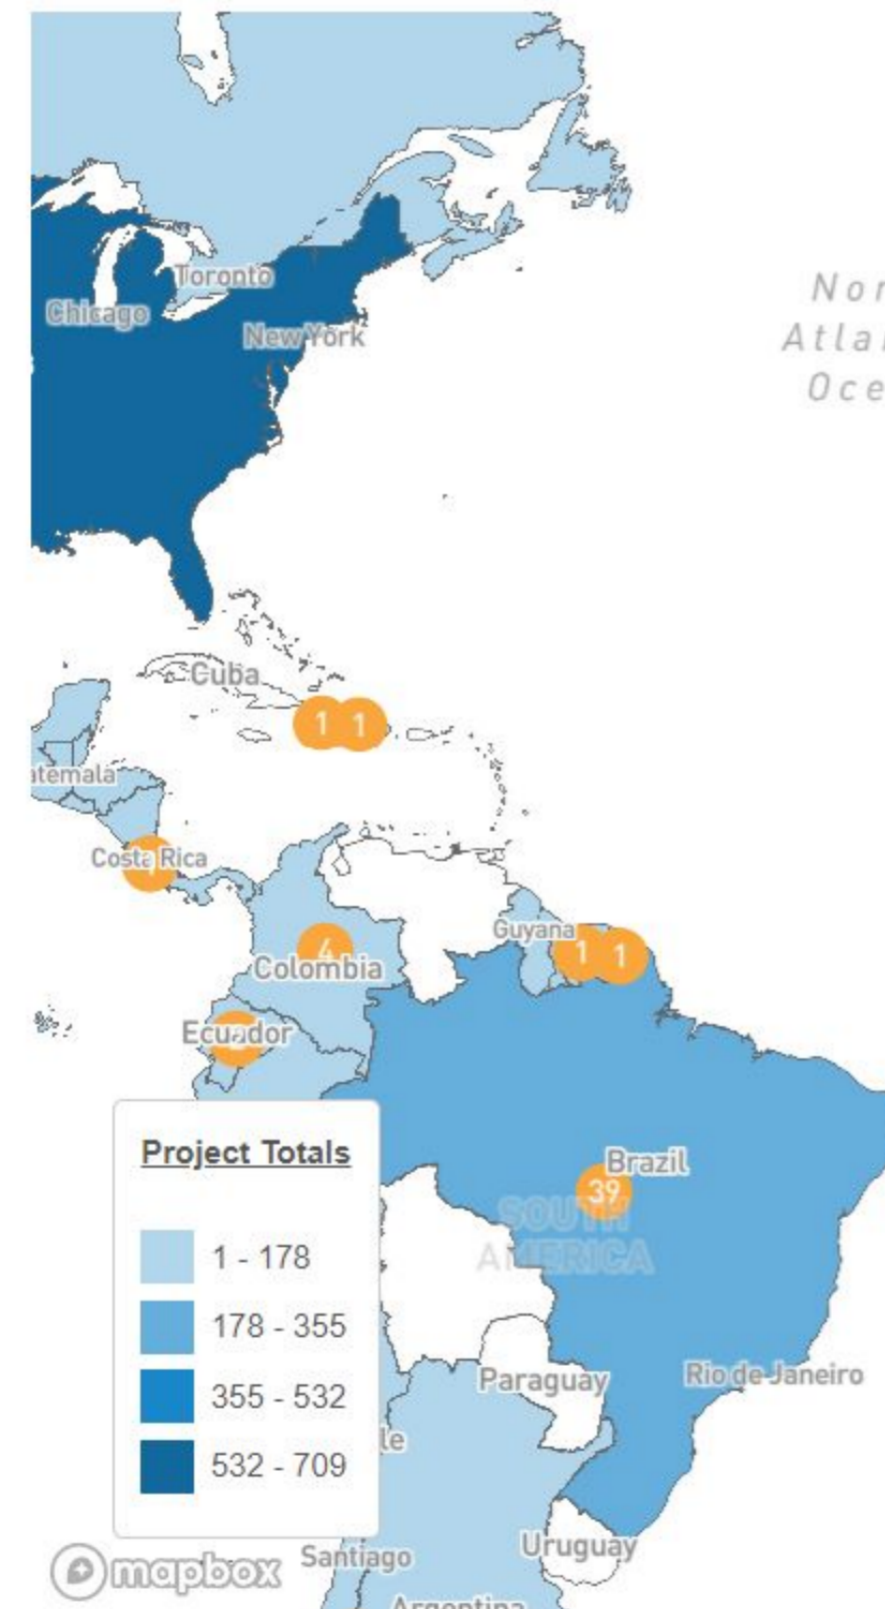 Toronto
Chicago
New York
Nor
Atla
Oce
Cuba
1
1
atemala
Costa Rica
Guyana
1
1
4
Colombia
Ecuador
Project Totals
Brazil
39
SOUTH
AMERICA
1 - 178
178 - 355
355 - 532
532 - 709
Paraguay
Rio de Janeiro
le
Santiago
Uruguay
mapbox
Argentina